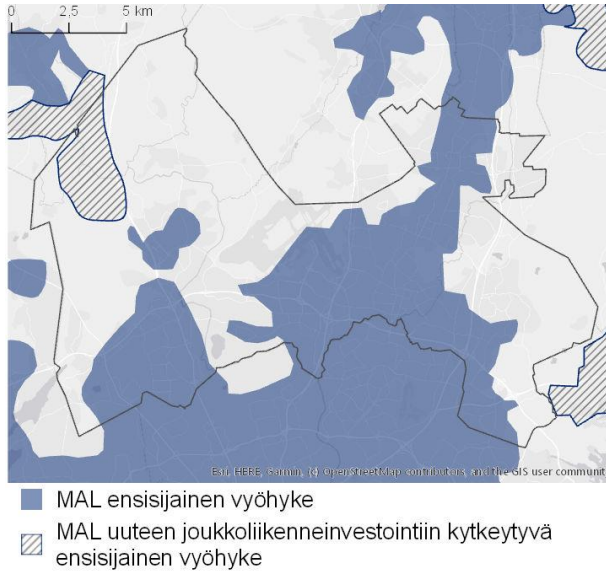 0 2,5 5 km
Esri, HERE, Garmin, (c) OpenStreetMap contributors, and the GIS user communit
MAL ensisijainen vyöhyke
MAL uuteen joukkoliikenneinvestointiin kytkeytyvä
ensisijainen vyöhyke